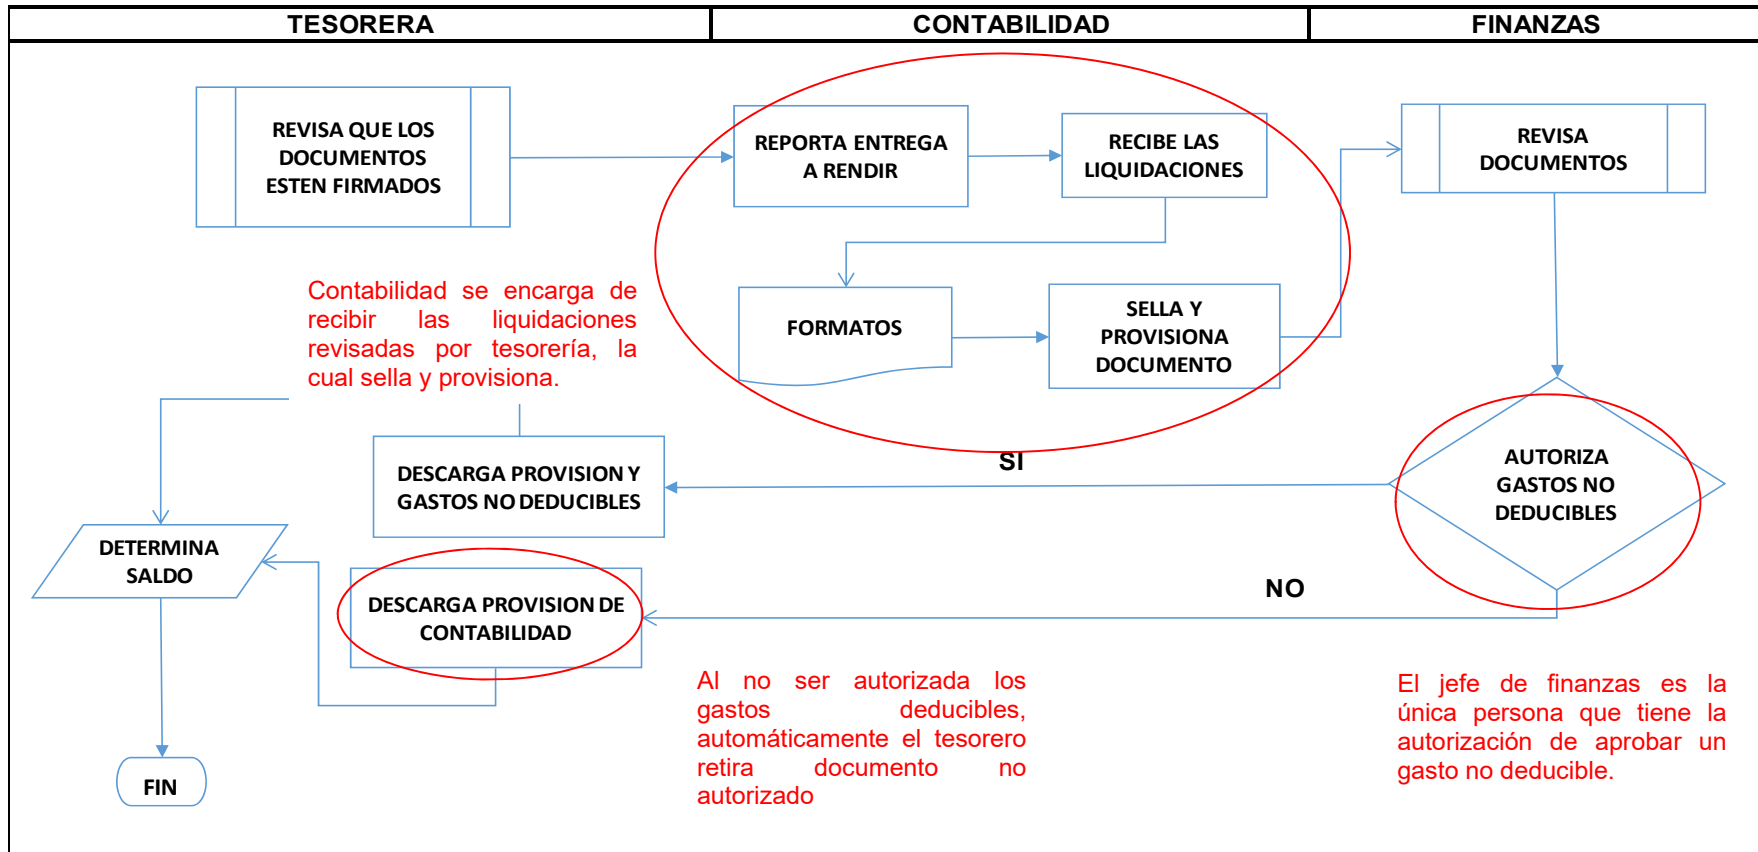 TESORERA
CONTABILIDAD
FINANZAS
REVISA QUE LOS
DOCUMENTOS
ESTEN FIRMADOS
REPORTA ENTREGA
A RENDIR
RECIBE LAS
LIQUIDACIONES
REVISA
DOCUMENTOS
Contabilidad se encarga de
recibir las liquidaciones
revisadas por tesorería, la
cual sella y provisiona.
FORMATOS
SELLA Y
PROVISIONA
DOCUMENTO
SI
DESCARGA PROVISION Y
GASTOS NO DEDUCIBLES
AUTORIZA
GASTOS NO
DEDUCIBLES
DETERMINA
SALDO
DESCARGA PROVISION DE
CONTABILIDAD
NO
Al no ser autorizada los
gastos deducibles,
automáticamente el tesorero
retira documento no
autorizado
El jefe de finanzas es la
única persona que tiene la
autorización de aprobar un
gasto no deducible.
FIN